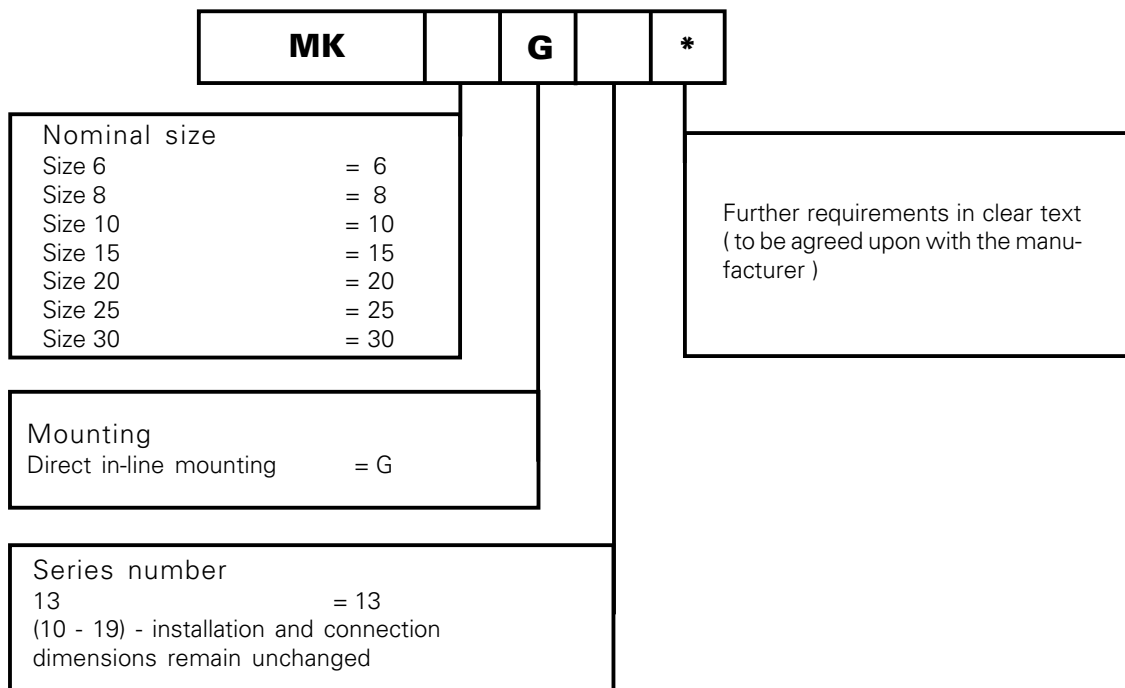 MK G *
Nominal size
Size 6 = 6
Size 8 = 8
Size 10 = 10
Size 15 = 15
Size 20 = 20
Size 25 = 25
Size 30 = 30
Further requirements in clear text
( to be agreed upon with the manu-
facturer )
Mounting
Direct in-line mounting = G
Series number
13 = 13
(10 - 19) - installation and connection
dimensions remain unchanged